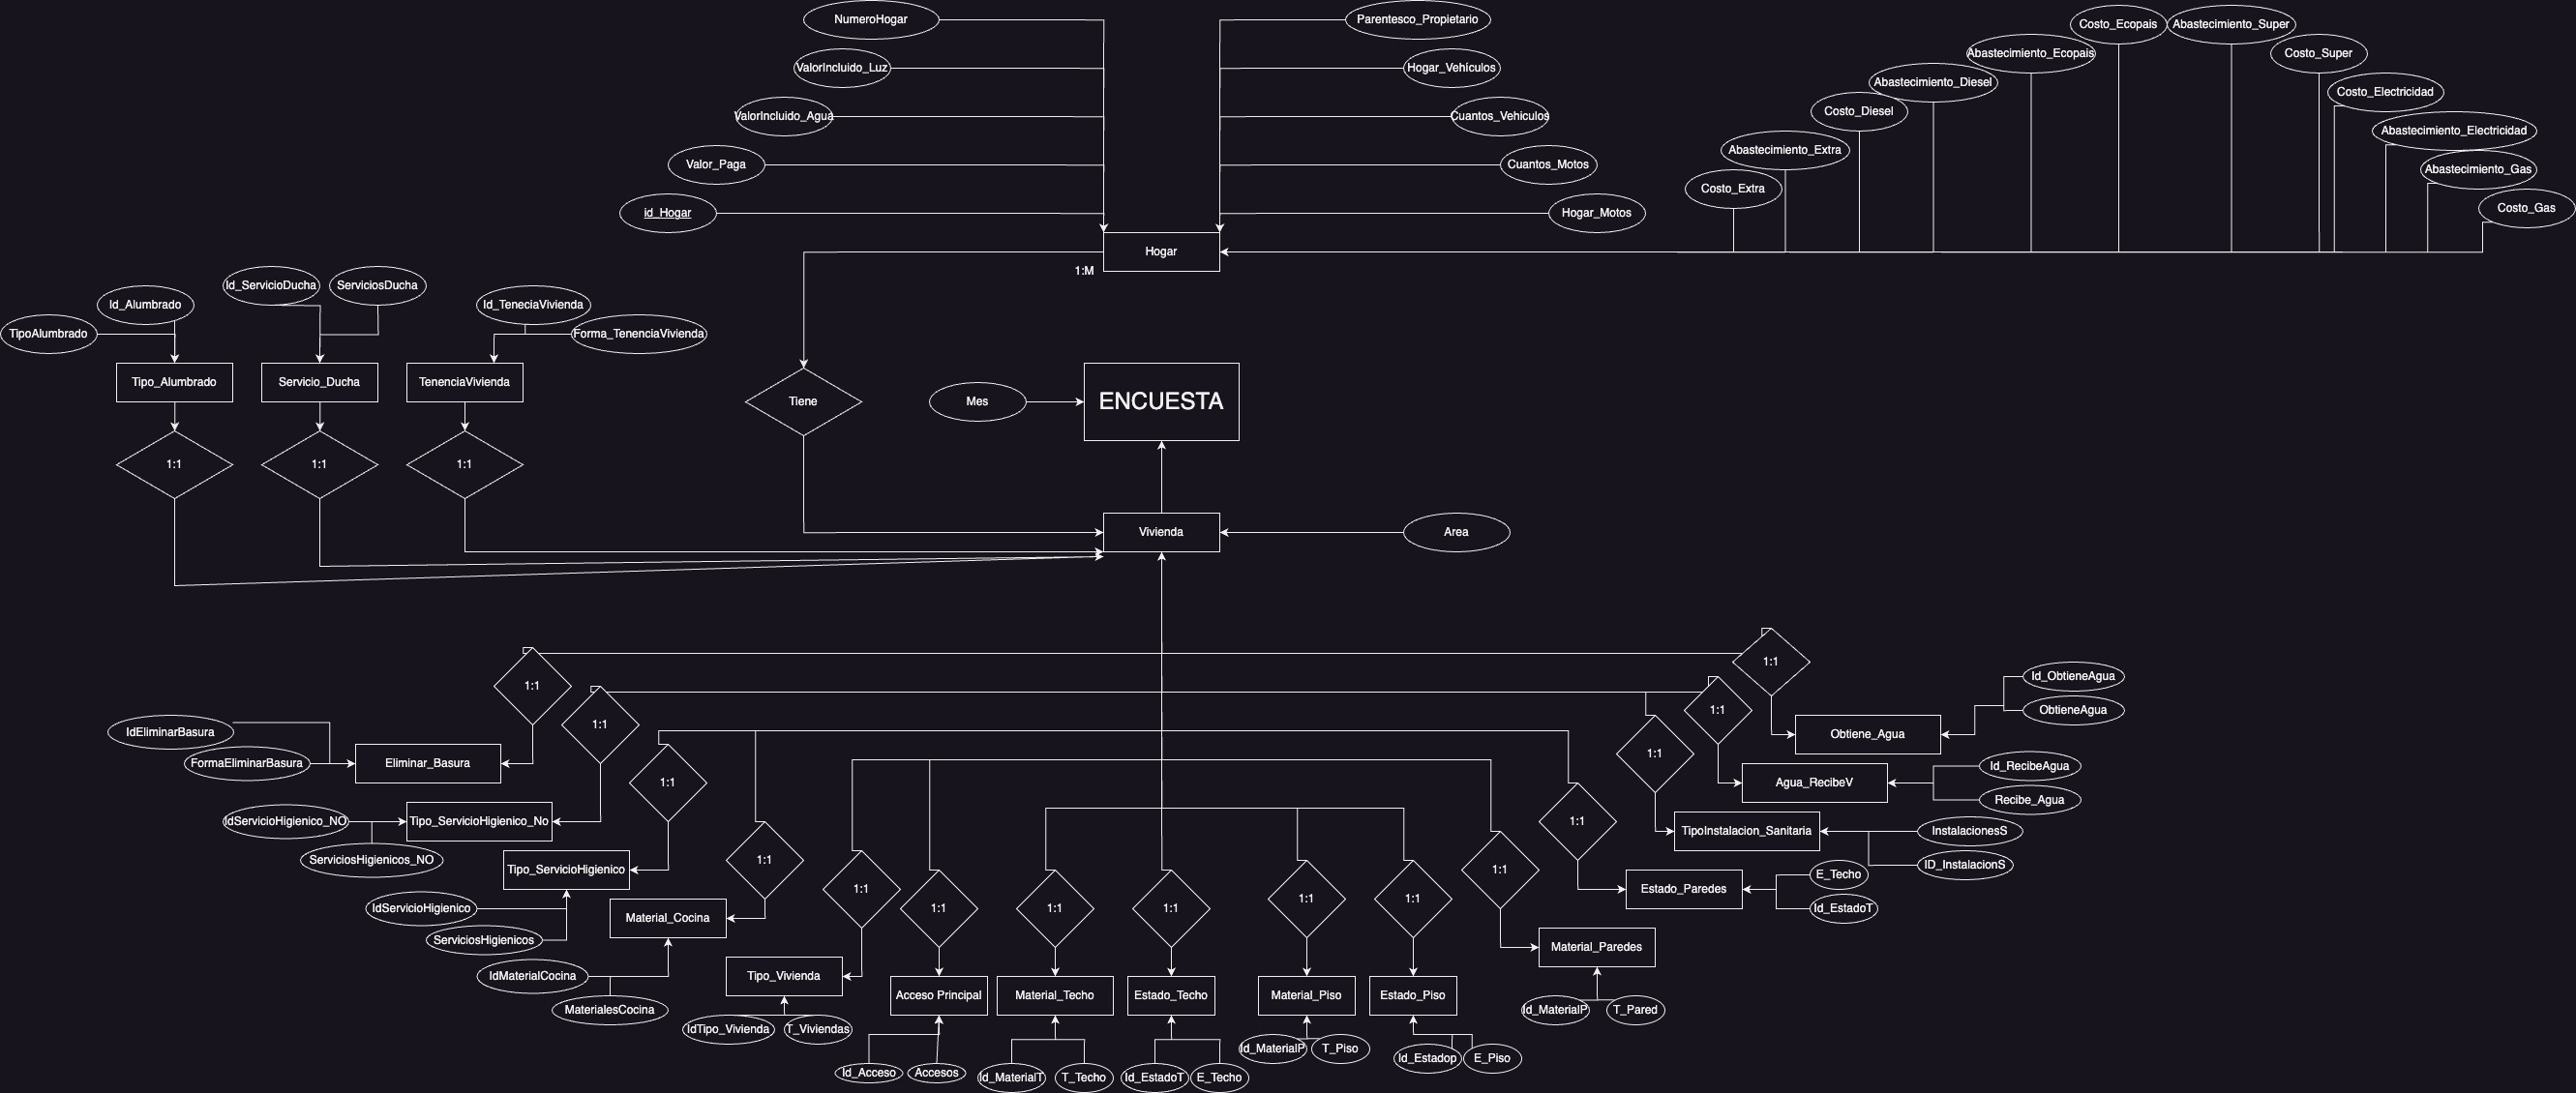 NumeroHogar
Parentesco_Propietario
Costo_Ecopais
Abastecimiento_Super
ValorIncluido_Luz
Hogar_Vehículos
Abastecimiento_Ecopais
Costo_Super
Abastecimiento_Diesel
Costo_Electricidad
ValorIncluido_Agua
Cuantos_Vehiculos
Costo_Diesel
Abastecimiento_Electricidad
Valor_Paga
Cuantos_Motos
Abastecimiento_Extra
Abastecimiento_Gas
Costo_Extra
id_Hogar
Hogar_Motos
Costo_Gas
Hogar
1:M
Id_ServicioDucha
ServiciosDucha
Id_Alumbrado
Id_TeneciaVivienda
TipoAlumbrado
Forma_TenenciaVivienda
Tipo_Alumbrado
Servicio_Ducha
TenenciaVivienda
Tiene
Mes
ENCUESTA
1:1
1:1
1:1
Vivienda
Area
1:1
1:1
Id_ObtieneAgua
1:1
1:1
ObtieneAgua
IdEliminarBasura
Obtiene_Agua
FormaEliminarBasura
Eliminar_Basura
1:1
1:1
Id_RecibeAgua
Agua_RecibeV
Recibe_Agua
IdServicioHigienico_NO
Tipo_ServicioHigienico_No
1:1
TipoInstalacion_Sanitaria
InstalacionesS
ServiciosHigienicos_NO
1:1
ID_InstalacionS
Tipo_ServicioHigienico
1:1
E_Techo
1:1
Estado_Paredes
IdServicioHigienico
1:1
1:1
1:1
1:1
1:1
Id_EstadoT
Material_Cocina
ServiciosHigienicos
Material_Paredes
IdMaterialCocina
Tipo_Vivienda
Acceso Principal
Material_Techo
Estado_Techo
Material_Piso
Estado_Piso
MaterialesCocina
Id_MaterialP
T_Pared
IdTipo_Vivienda
T_Viviendas
Id_MaterialP
T_Piso
Id_Estadop
E_Piso
Id_Acceso
Accesos
Id_MaterialT
T_Techo
Id_EstadoT
E_Techo